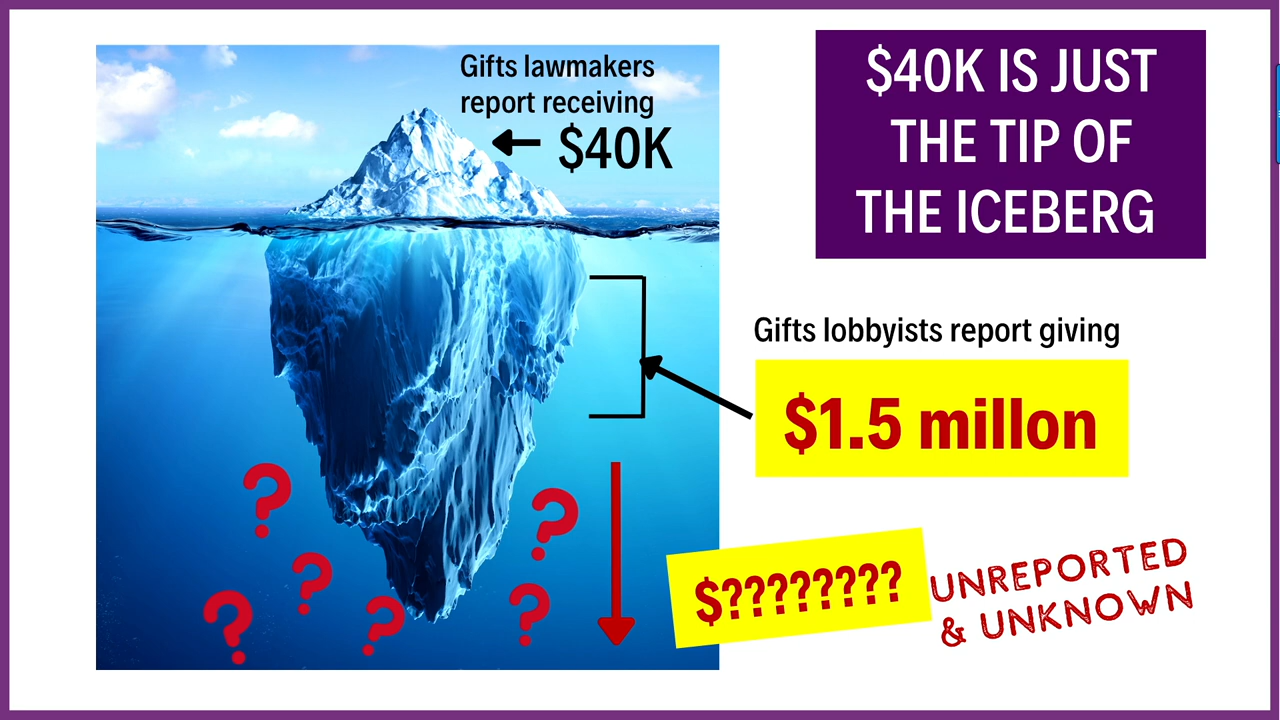 Gifts lawmakers
report receiving
$40K
$40K IS JUST
THE TIP OF
THE ICEBERG
Gifts lobbyists report giving
$1.5 millon
$????????
UNREPORTED
& UNKNOWN
?
?
?
?
?
?